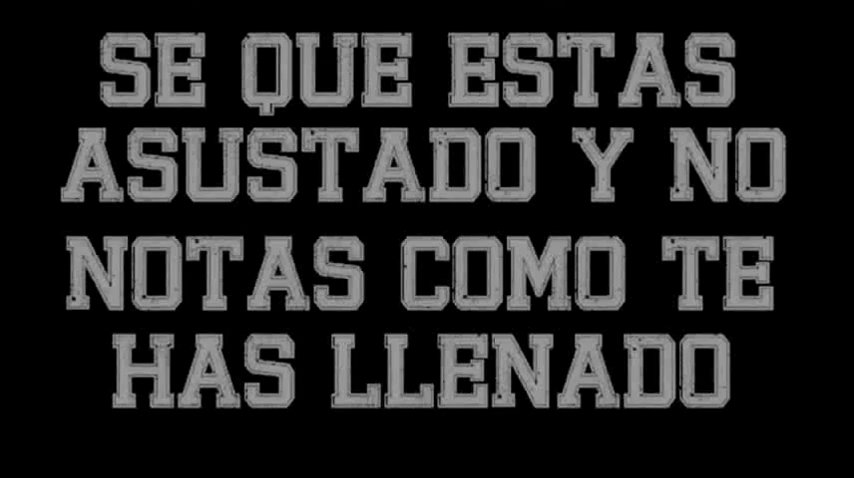 SE QUE ESTAS
ASUSTADO Y NO
NOTAS COMO TE
HAS LLENADO